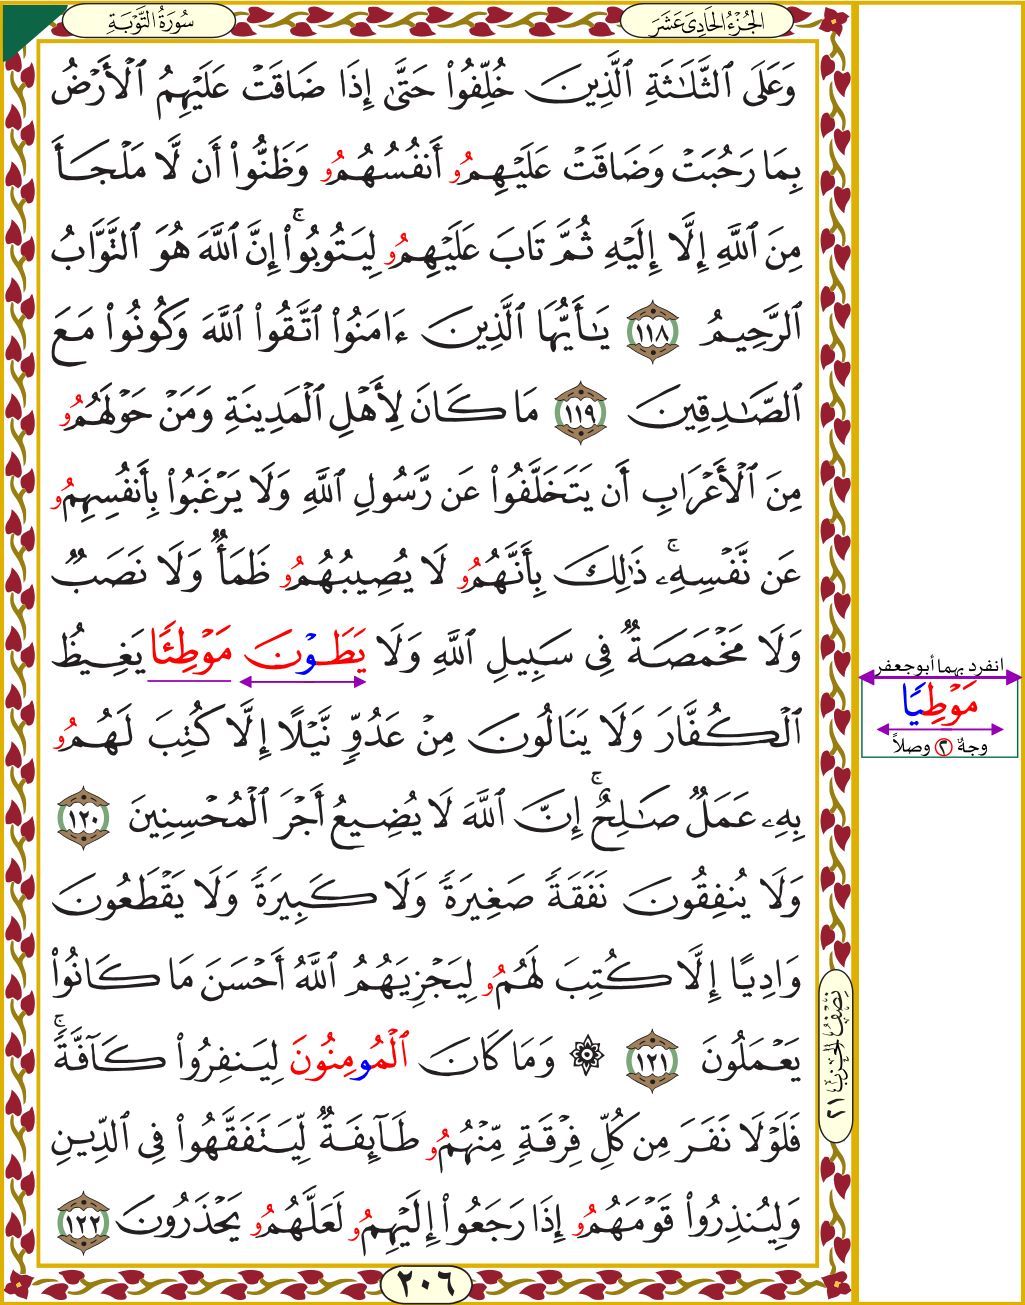 الجُزْءُ الحَادِىَ عَشَرَ
سُورَةُ التَّوْبَةِ
وَعَلَى ٱلثَّلَٰثَةِ ٱلَّذِينَ خُلِّفُوا۟ حَتَّىٰٓ إِذَا ضَاقَتْ عَلَيْهِمُ ٱلْأَرْضُ
بِمَا رَحُبَتْ وَضَاقَتْ عَلَيْهِمُو أَنفُسُهُمُو وَظَنُّوٓا۟ أَن لَّا مَلْجَأَ
مِنَ ٱللَّهِ إِلَّآ إِلَيْهِ ثُمَّ تَابَ عَلَيْهِمُو لِيَتُوبُوٓا۟ ۚ إِنَّ ٱللَّهَ هُوَ ٱلتَّوَّابُ
ٱلرَّحِيمُ ١١٨ يَٰٓأَيُّهَا ٱلَّذِينَ ءَامَنُوا۟ ٱتَّقُوا۟ ٱللَّهَ وَكُونُوا۟ مَعَ
ٱلصَّٰدِقِينَ ١١٩ مَا كَانَ لِأَهْلِ ٱلْمَدِينَةِ وَمَنْ حَوْلَهُمُو
مِنَ ٱلْأَعْرَابِ أَن يَتَخَلَّفُوا۟ عَن رَّسُولِ ٱللَّهِ وَلَا يَرْغَبُوا۟ بِأَنفُسِهِمُو
عَن نَّفْسِهِۦ ۚ ذَٰلِكَ بِأَنَّهُمُو لَا يُصِيبُهُمُو ظَمَأٌ وَلَا نَصَبٌ
وَلَا مَخْمَصَةٌ فِى سَبِيلِ ٱللَّهِ وَلَا يَطَوْنَ مَوْطِئًا يَغِيظُ
ٱلْكُفَّارَ وَلَا يَنَالُونَ مِنْ عَدُوٍّ نَّيْلًا إِلَّا كُتِبَ لَهُمُو
بِهِۦ عَمَلٌ صَٰلِحٌ ۚ إِنَّ ٱللَّهَ لَا يُضِيعُ أَجْرَ ٱلْمُحْسِنِينَ ١٢٠
وَلَا يُنفِقُونَ نَفَقَةً صَغِيرَةً وَلَا كَبِيرَةً وَلَا يَقْطَعُونَ
وَادِيًا إِلَّا كُتِبَ لَهُمُو لِيَجْزِيَهُمُ ٱللَّهُ أَحْسَنَ مَا كَانُوا۟
يَعْمَلُونَ ١٢١ ۞ وَمَا كَانَ ٱلْمُومِنُونَ لِيَنفِرُوا۟ كَآفَّةً ۚ
فَلَوْلَا نَفَرَ مِن كُلِّ فِرْقَةٍ مِّنْهُمُو طَآئِفَةٌ لِّيَتَفَقَّهُوا۟ فِى ٱلدِّينِ
وَلِيُنذِرُوا۟ قَوْمَهُمُو إِذَا رَجَعُوٓا۟ إِلَيْهِمُو لَعَلَّهُمُو يَحْذَرُونَ ١٢٢
٢٠٦
نِصْفُ الحِزْبِ ٢١
انفرد بهما أبوجعفر
مَوْطِيًا
وجهٌ ٢ وصلاً